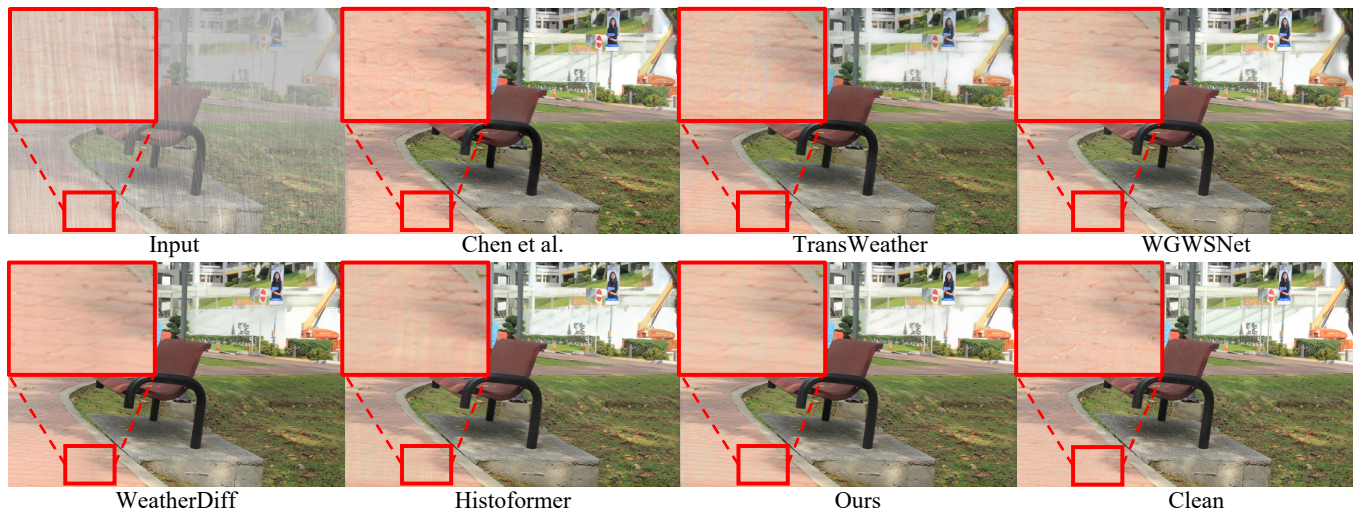 Input
Chen et al.
TransWeather
WGWSNet
WeatherDiff
Histoformer
Ours
Clean